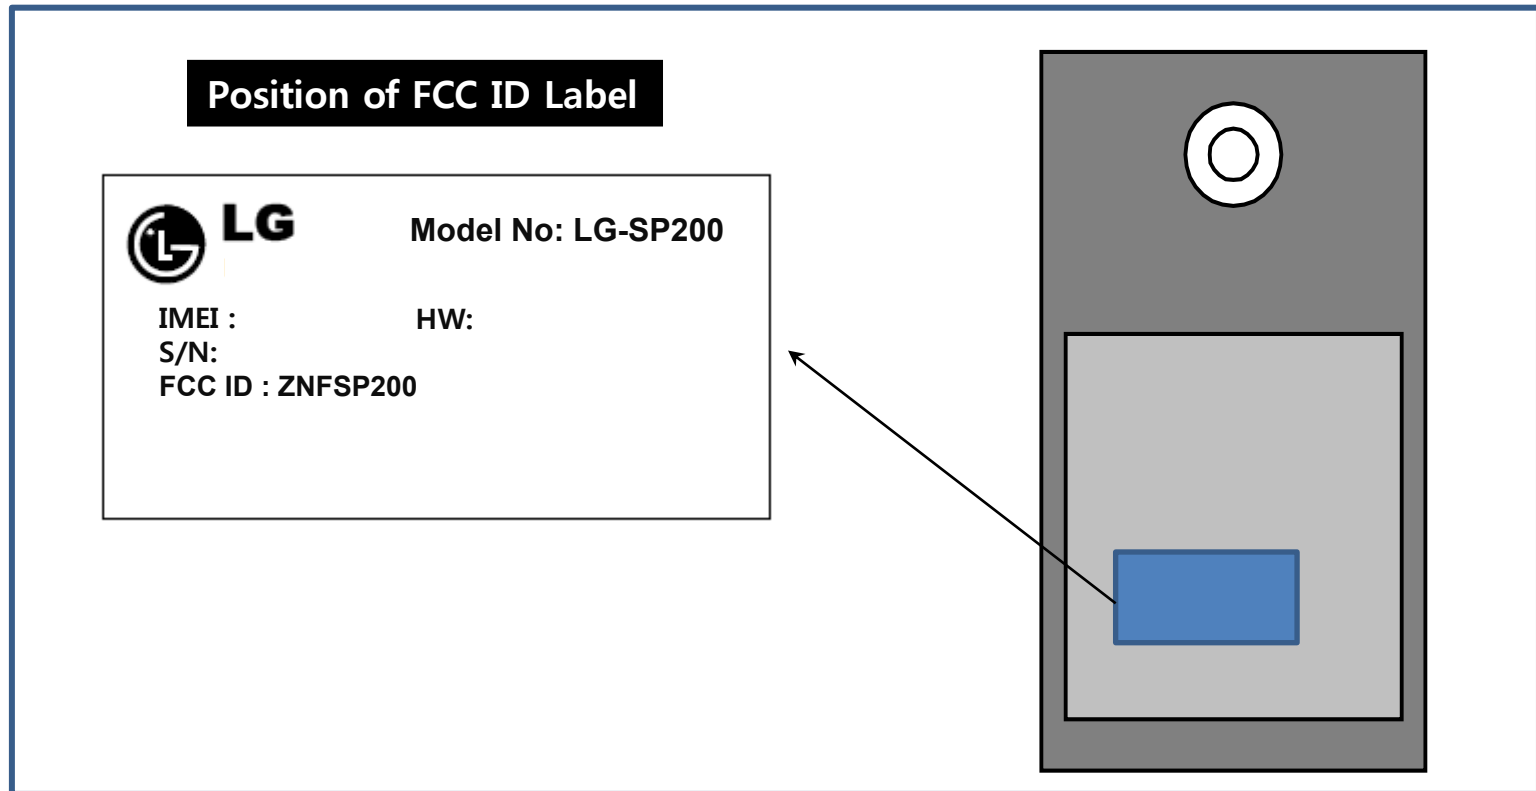 Position of FCC ID Label
LG
Model No: LG-SP200
IMEI :
HW:
S/N:
FCC ID : ZNFSP200